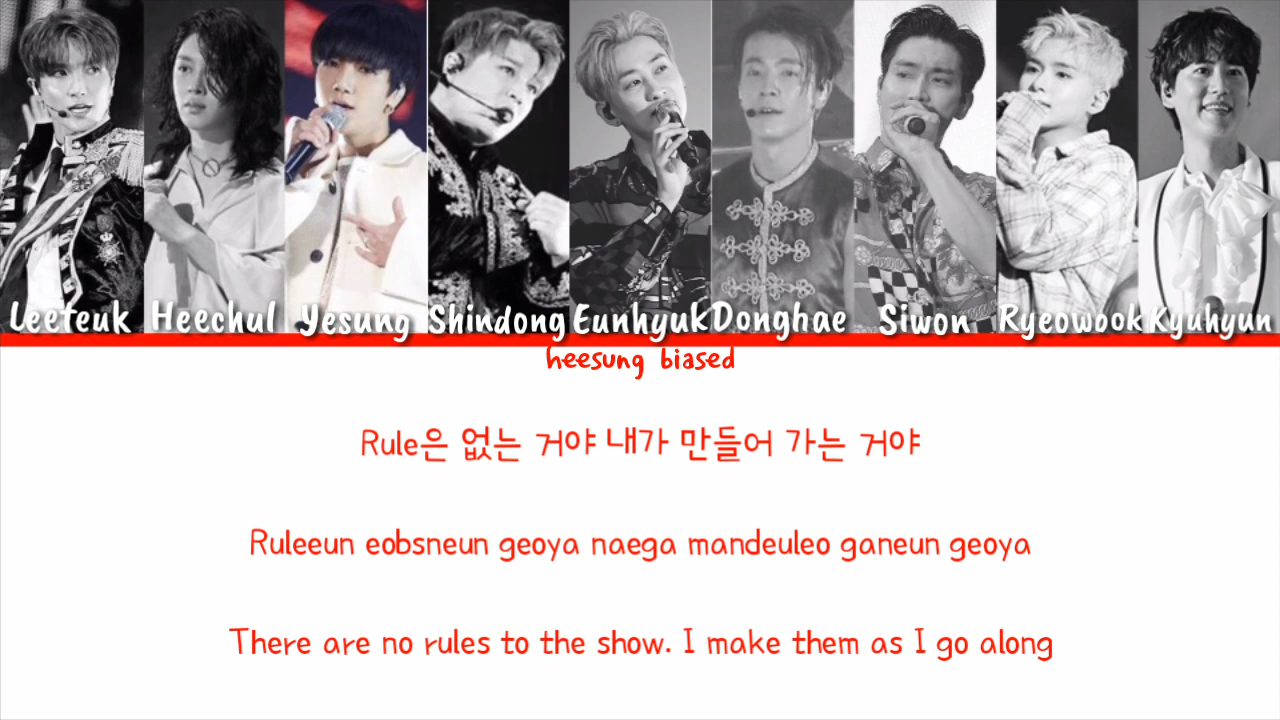 Leeteuk Heechul Yesung Shindong Eunhyuk Donghae Siwon Ryeowook Kyuhyun
heesung biased
Rule은 없는 거야 내가 만들어 가는 거야
Ruleeun eobsneun geoya naega mandeuleo ganeun geoya
There are no rules to the show. I make them as I go along